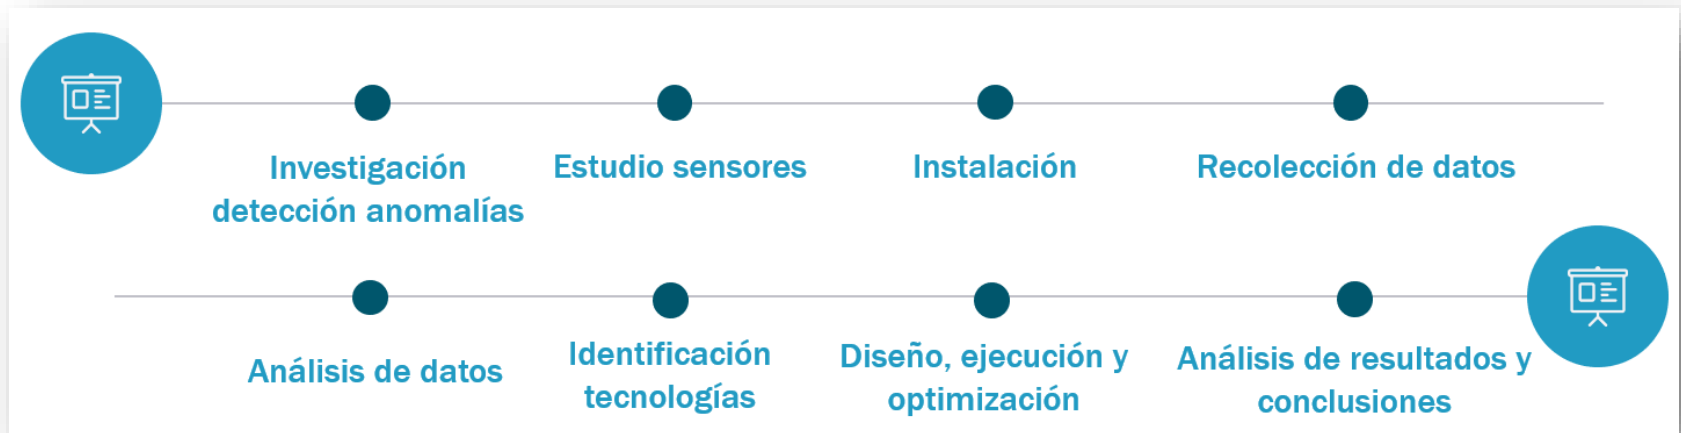 Investigación
detección anomalías
Estudio sensores
Instalación
Recolección de datos
Análisis de datos
Identificación
tecnologías
Diseño, ejecución y
optimización
Análisis de resultados y
conclusiones